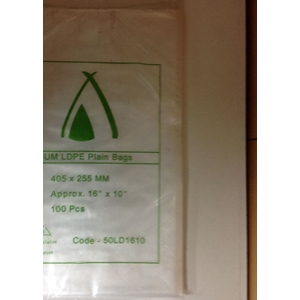 UM LDPE Plain Bags
405 x 255 MM
Approx. 16" x 10"
100 Pcs
Code - 50LD1610